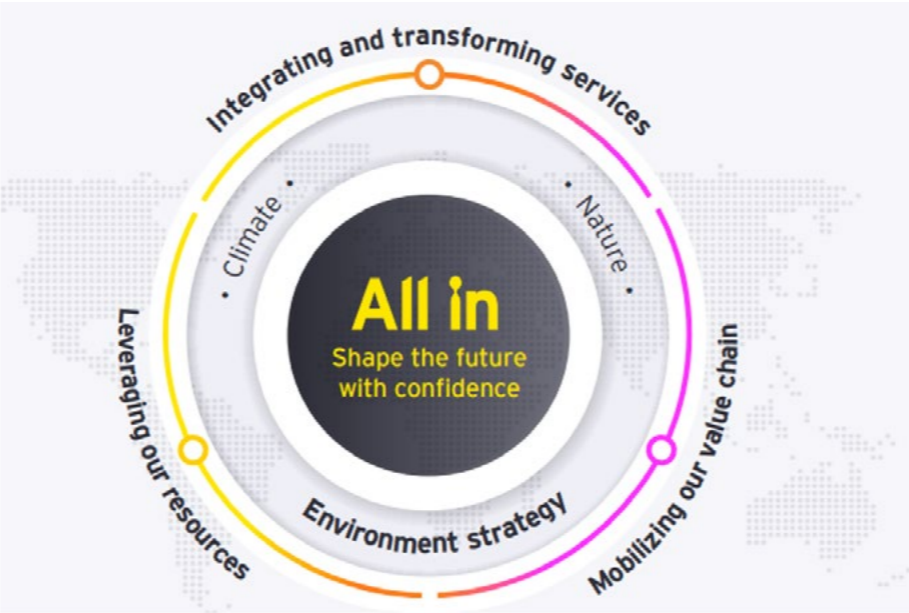 Integrating and transforming services
• Climate •
• Nature •
All in
Shape the future
with confidence
Leveraging our resources
Environment strategy
Mobilizing our value chain